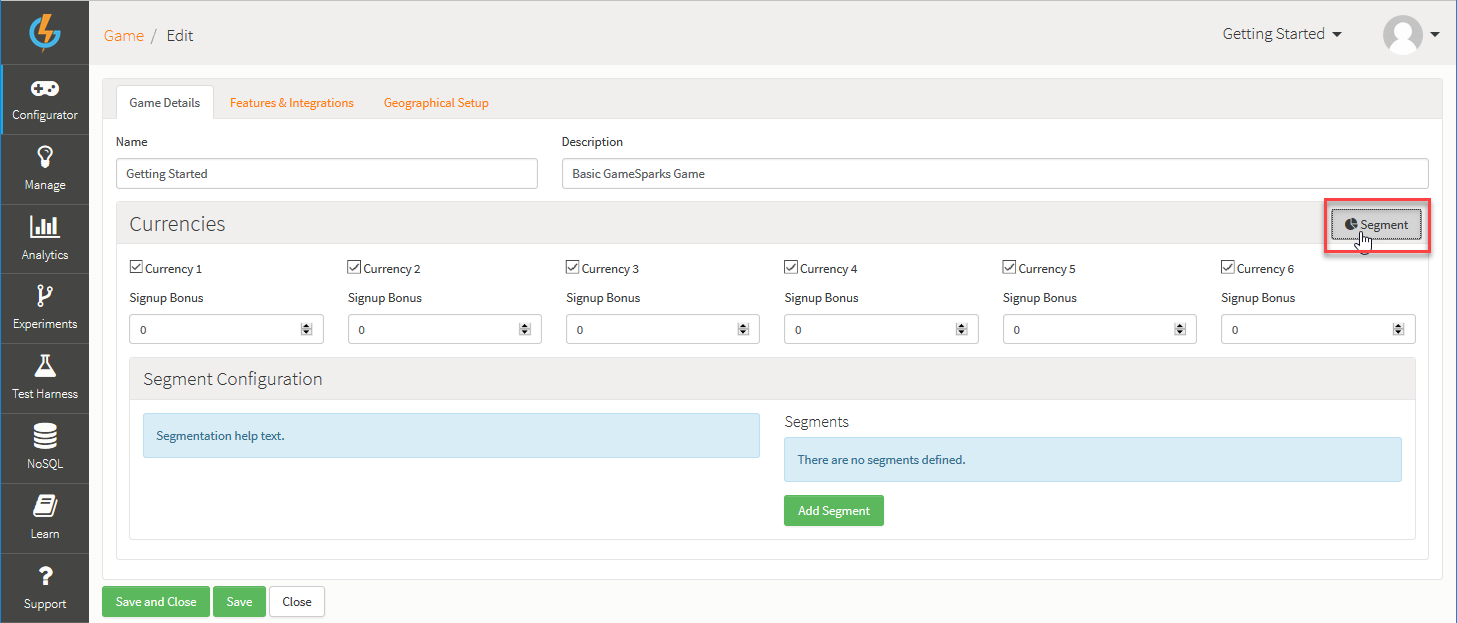 Game / Edit
Getting Started
Configurator
Manage
Analytics
Experiments
Test Harness
NoSQL
Learn
Support
Game Details Features & Integrations Geographical Setup
Name Description
Getting Started Basic GameSparks Game
Currencies Segment
Currency 1 Currency 2 Currency 3 Currency 4 Currency 5 Currency 6
Signup Bonus Signup Bonus Signup Bonus Signup Bonus Signup Bonus Signup Bonus
0 0 0 0 0 0
Segment Configuration
Segmentation help text.
Segments
There are no segments defined.
Add Segment
Save and Close Save Close